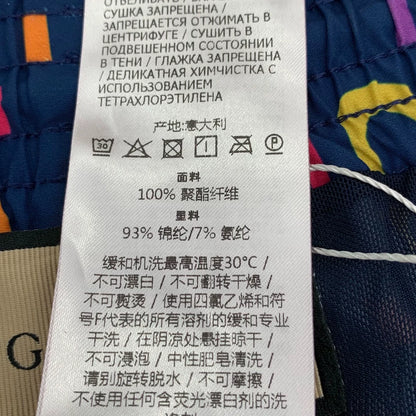 СУШКА ЗАПРЕЩЕНА /
ЗАПРЕЩАЕТСЯ ОТЖИМАТЬ В
ЦЕНТРИФУГЕ / СУШИТЬ В
ПОДВЕШЕННОМ СОСТОЯНИИ
В ТЕНИ / ГЛАЖКА ЗАПРЕЩЕНА
/ ДЕЛИКАТНАЯ ХИМЧИСТКА С
ИСПОЛЬЗОВАНИЕМ
ТЕТРАХЛОРЭТИЛЕНА
产地:意大利
30
面料
100% 聚酯纤维
里料
93% 锦纶/7% 氨纶
缓和机洗最高温度30℃ /
不可漂白 / 不可翻转干燥 /
不可熨烫 / 使用四氯乙烯和符
号F代表的所有溶剂的缓和专业
干洗 / 在阴凉处悬挂晾干 /
不可浸泡 / 中性肥皂清洗 /
请勿拧旋转脱水 / 不可摩擦 /
不使用任何含荧光漂白剂的洗
G